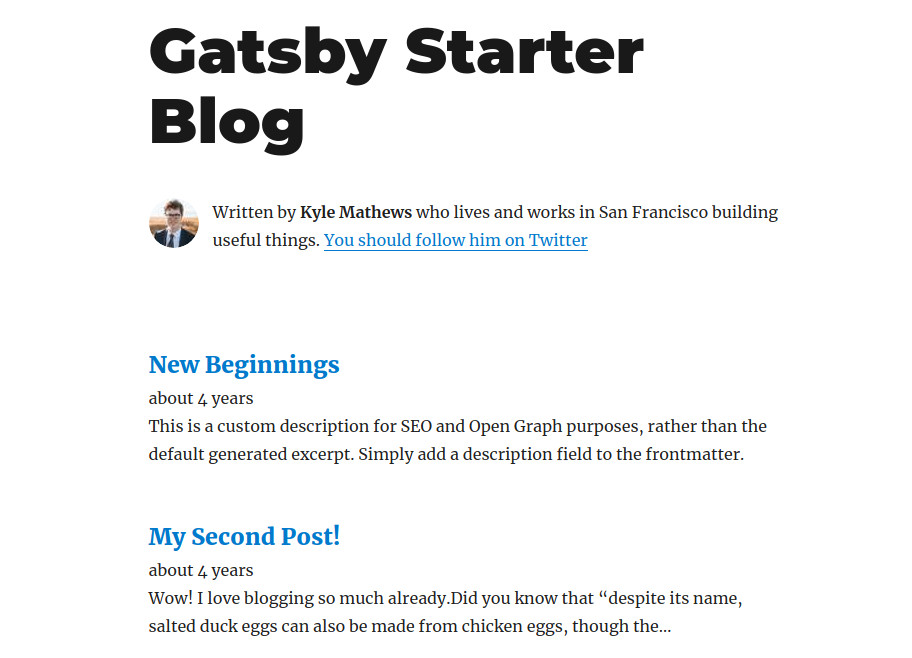 Gatsby Starter
Blog
Written by Kyle Mathews who lives and works in San Francisco building
useful things. You should follow him on Twitter
New Beginnings
about 4 years
This is a custom description for SEO and Open Graph purposes, rather than the
default generated excerpt. Simply add a description field to the frontmatter.
My Second Post!
about 4 years
Wow! I love blogging so much already.Did you know that “despite its name,
salted duck eggs can also be made from chicken eggs, though the…